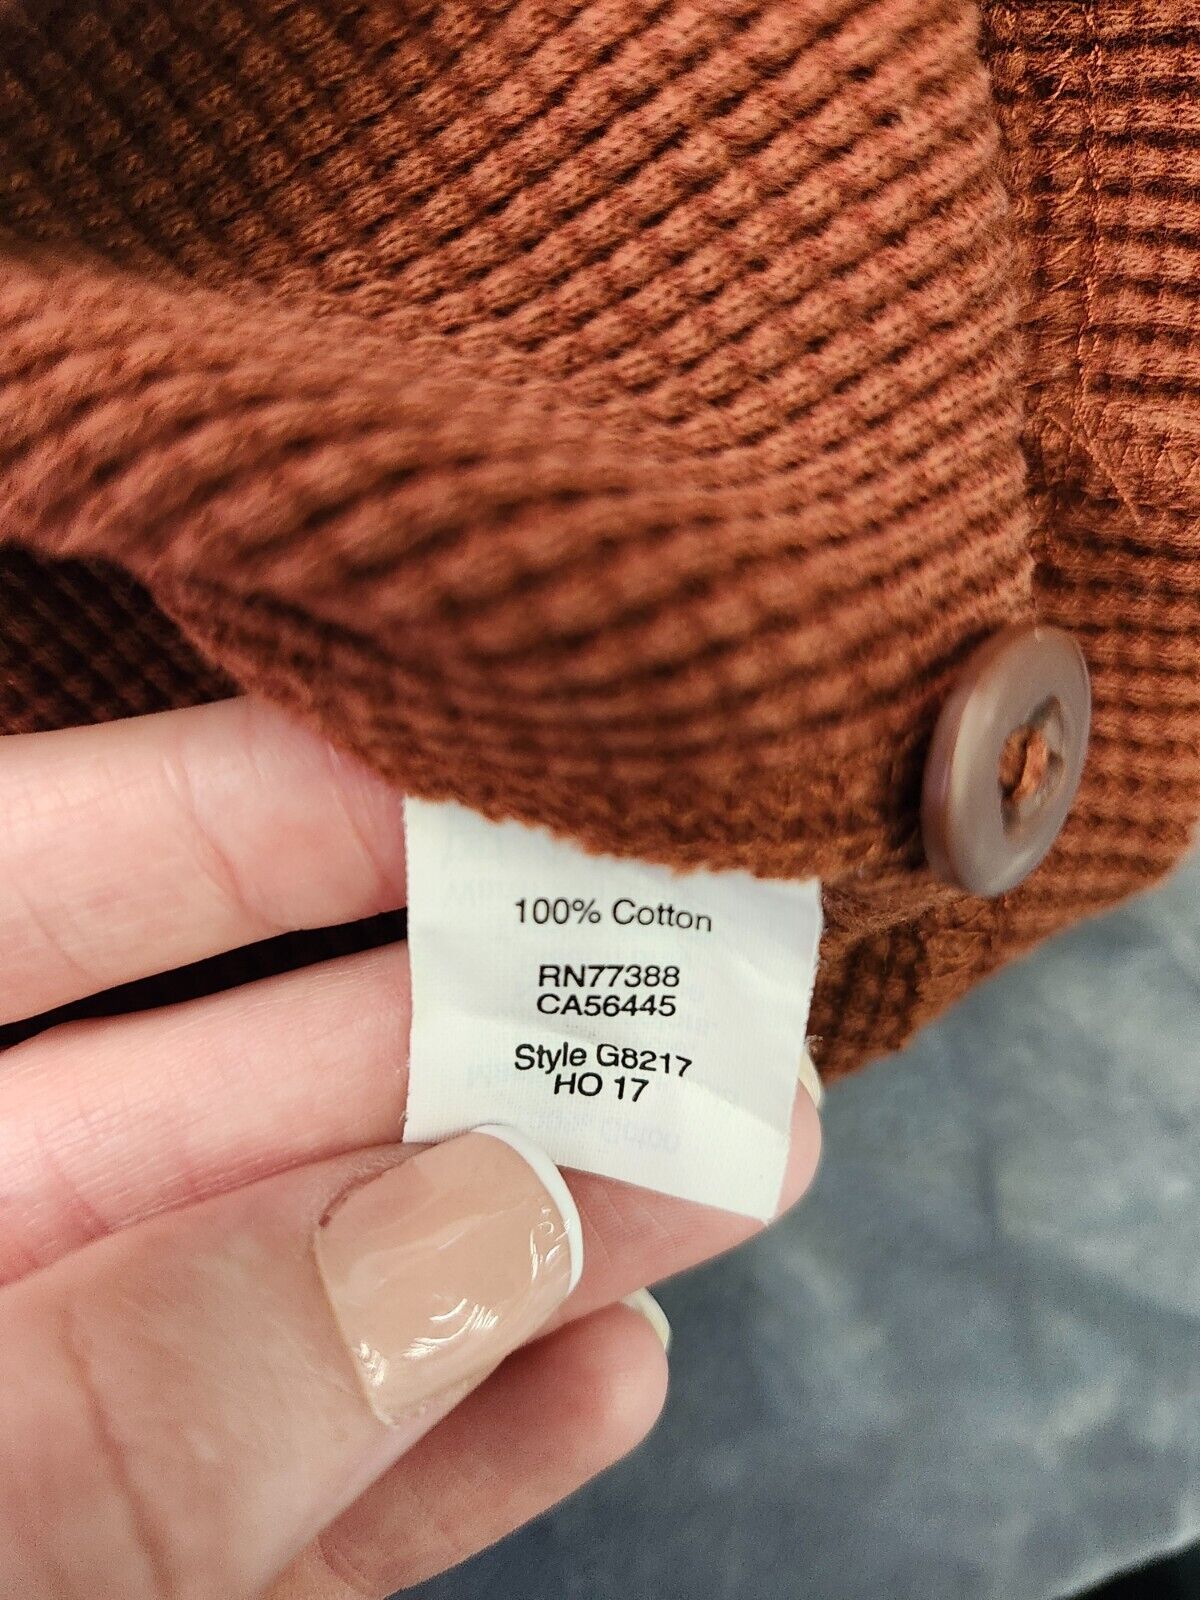 100% Cotton
RN77388
CA56445
Style G8217
HO 17